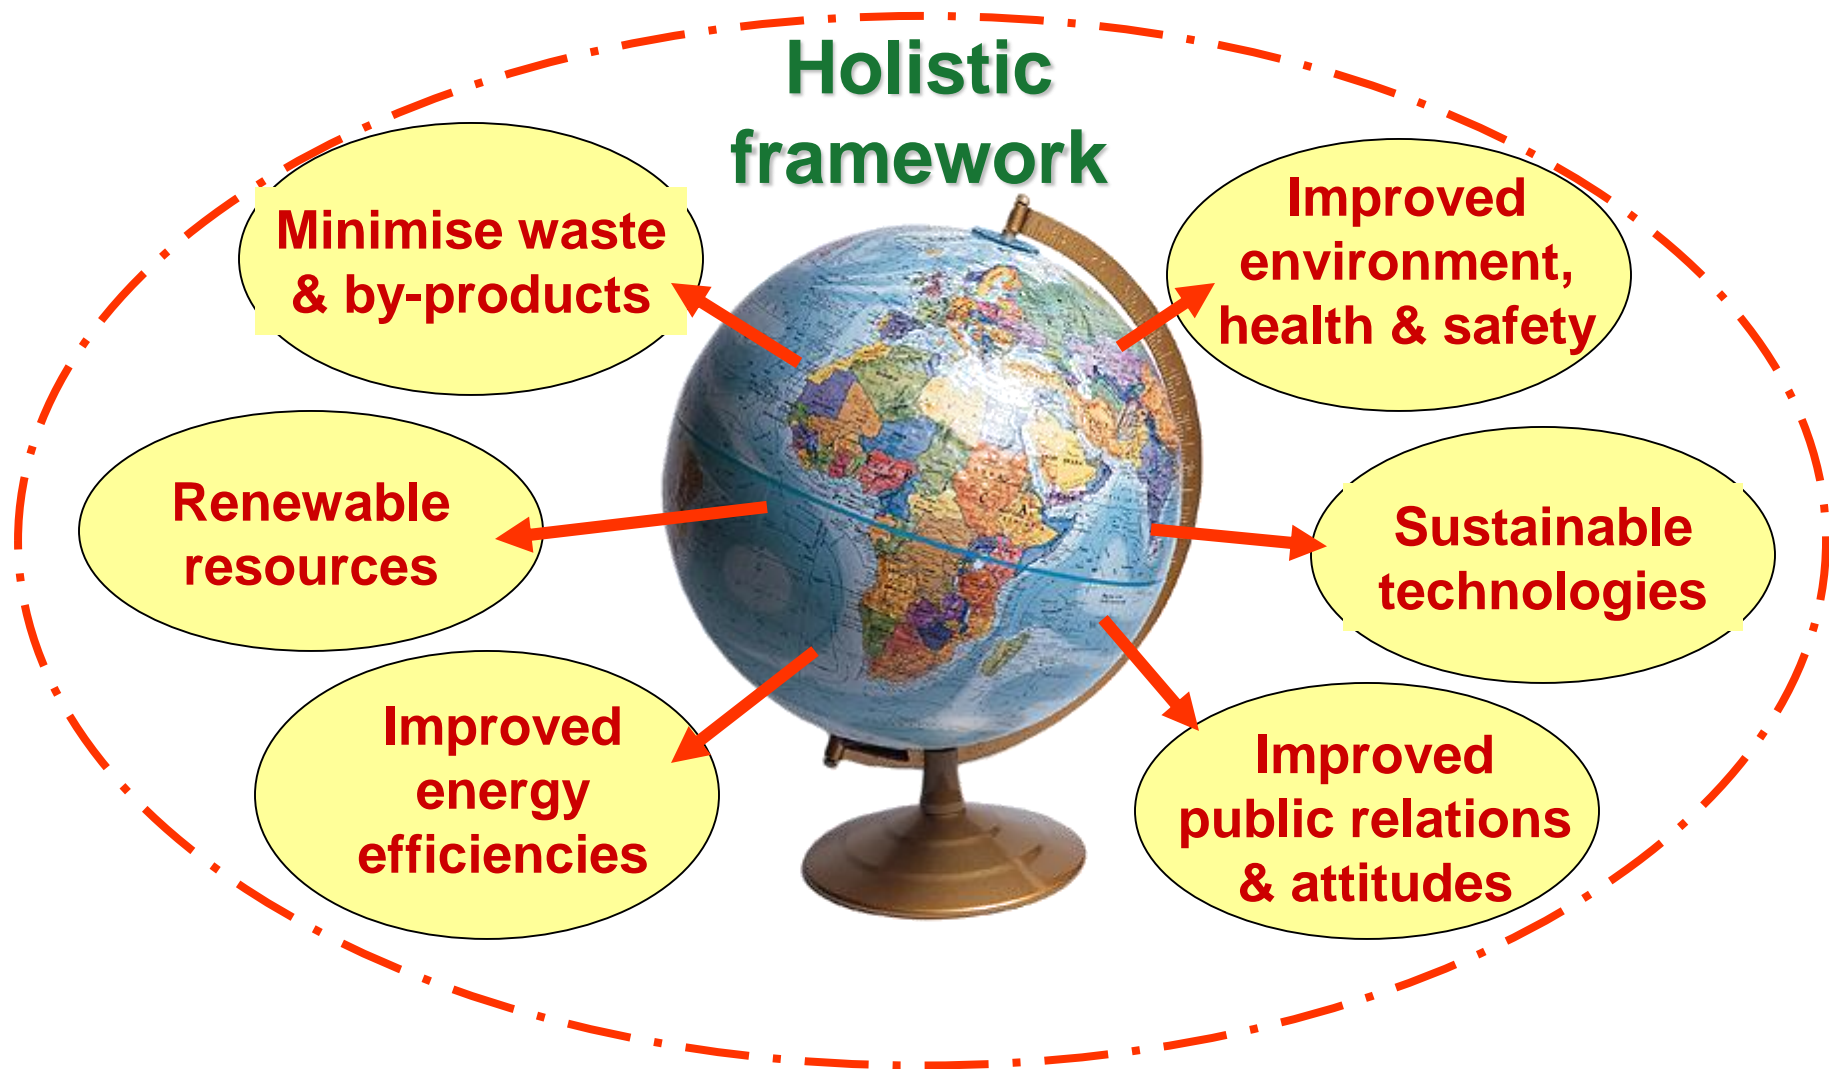 Holistic
framework
Minimise waste
& by-products
Improved
environment,
health & safety
Renewable
resources
Sustainable
technologies
Improved
energy
efficiencies
Improved
public relations
& attitudes